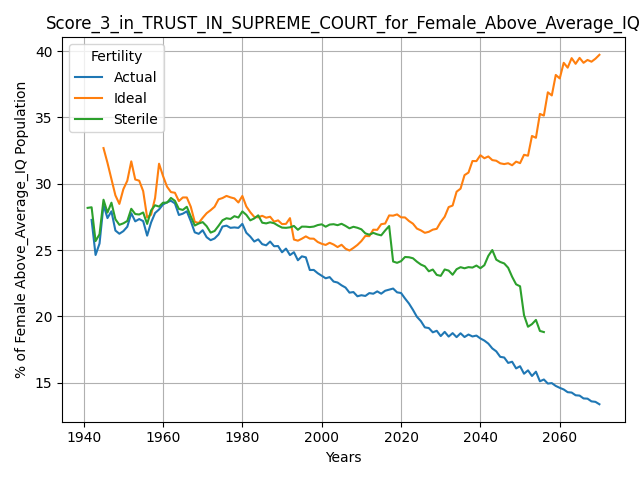 Score_3_in_TRUST_IN_SUPREME_COURT_for_Female_Above_Average_IQ
Fertility
Actual
Ideal
Sterile
% of Female Above_Average_IQ Population
40
35
30
25
20
15
1940 1960 1980 2000 2020 2040 2060
Years